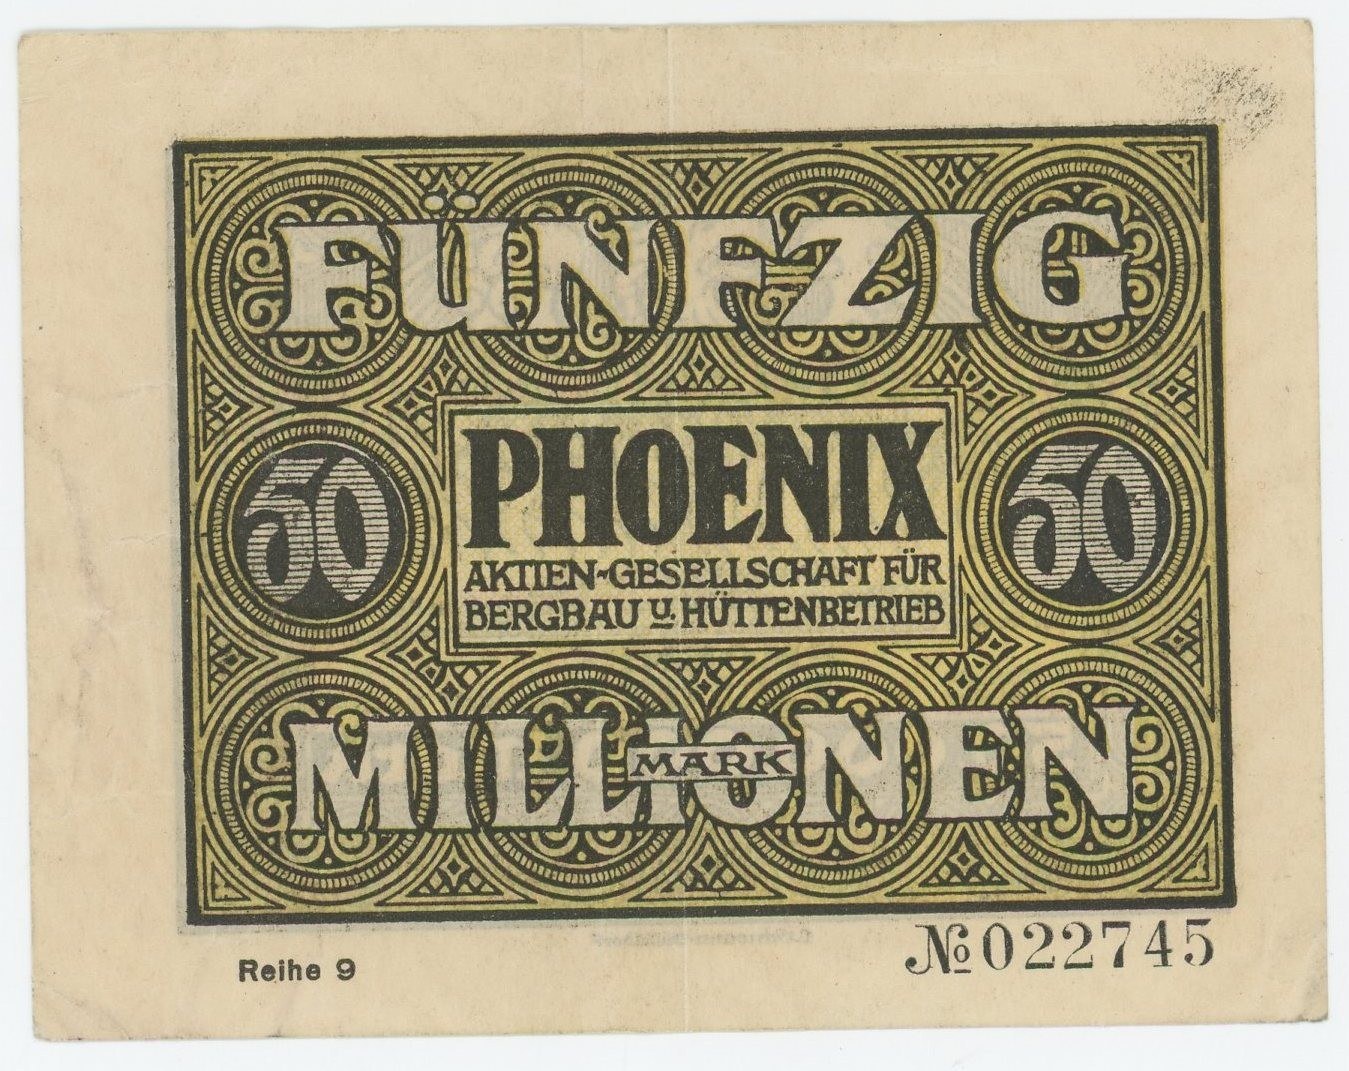 FÜNFZIG
50 PHOENIX 50
AKTIEN-GESELLSCHAFT FÜR
BERGBAU U. HÜTTENBETRIEB
MILLIONEN
MARK
№ 022745
Reihe 9